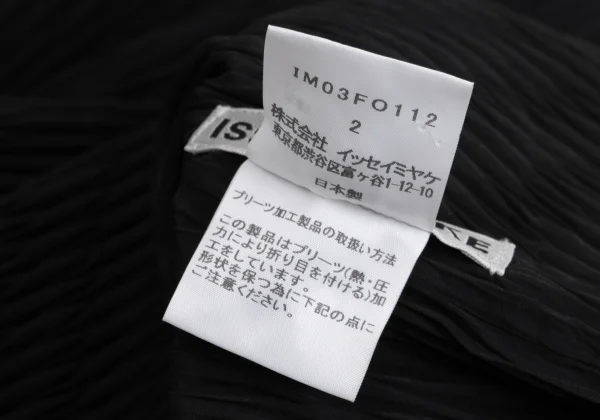 IM03FO112
2
株式会社 イッセイミヤケ
東京都渋谷区富ヶ谷1-12-10
日本製
IS
KE
プリーツ加工製品の取扱い方法
この製品はプリーツ(熱・圧
力により折り目を付ける)加
工をしています。
形状を保つ為に下記の点に
ご注意ください。